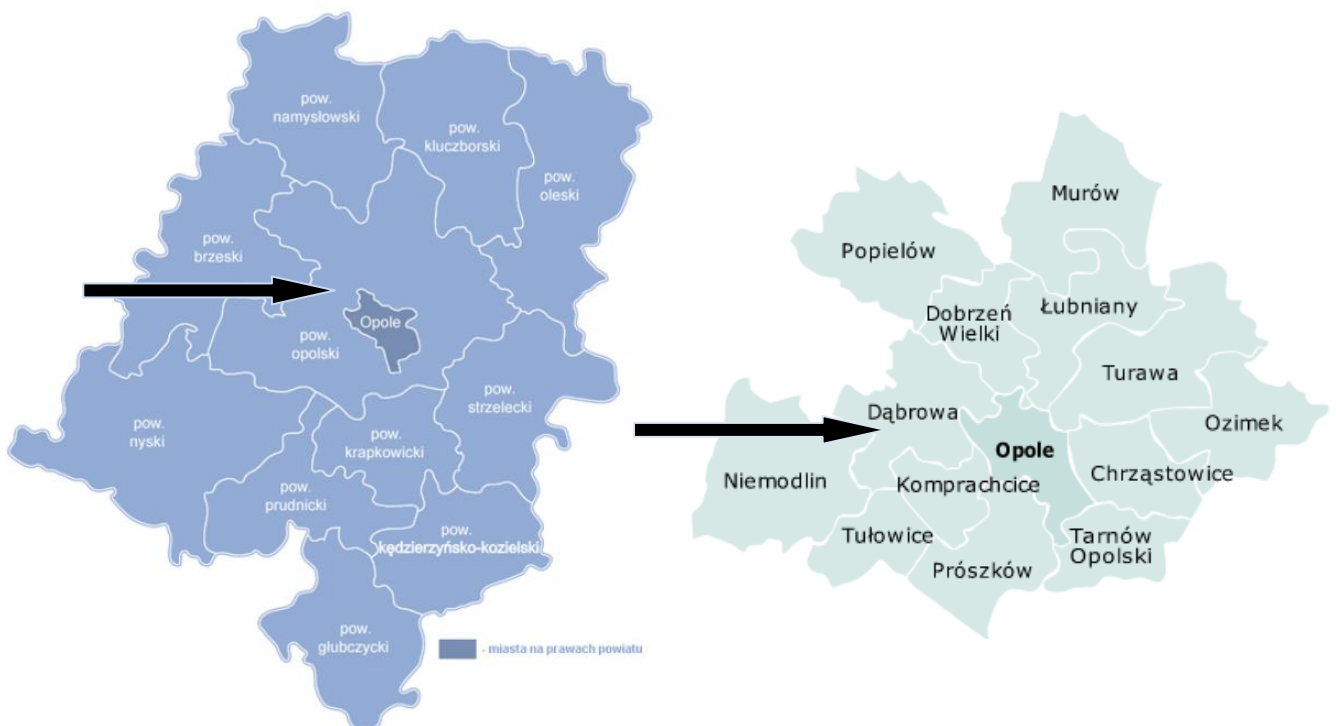 pow.
namysłowski
pow.
kluczborski
pow.
oleski
pow.
brzeski
Opole
pow.
opolski
pow.
strzelecki
pow.
nyski
pow.
krapkowicki
pow.
prudnicki
pow.
kędzierzyńsko-kozielski
pow.
głubczycki
- miasta na prawach powiatu
Murów
Popielów
Dobrzeń
Wielki
Łubniany
Turawa
Dąbrowa
Ozimek
Opole
Niemodlin
Komprachcice
Chrząstowice
Tułowice
Tarnów
Opolski
Prószków